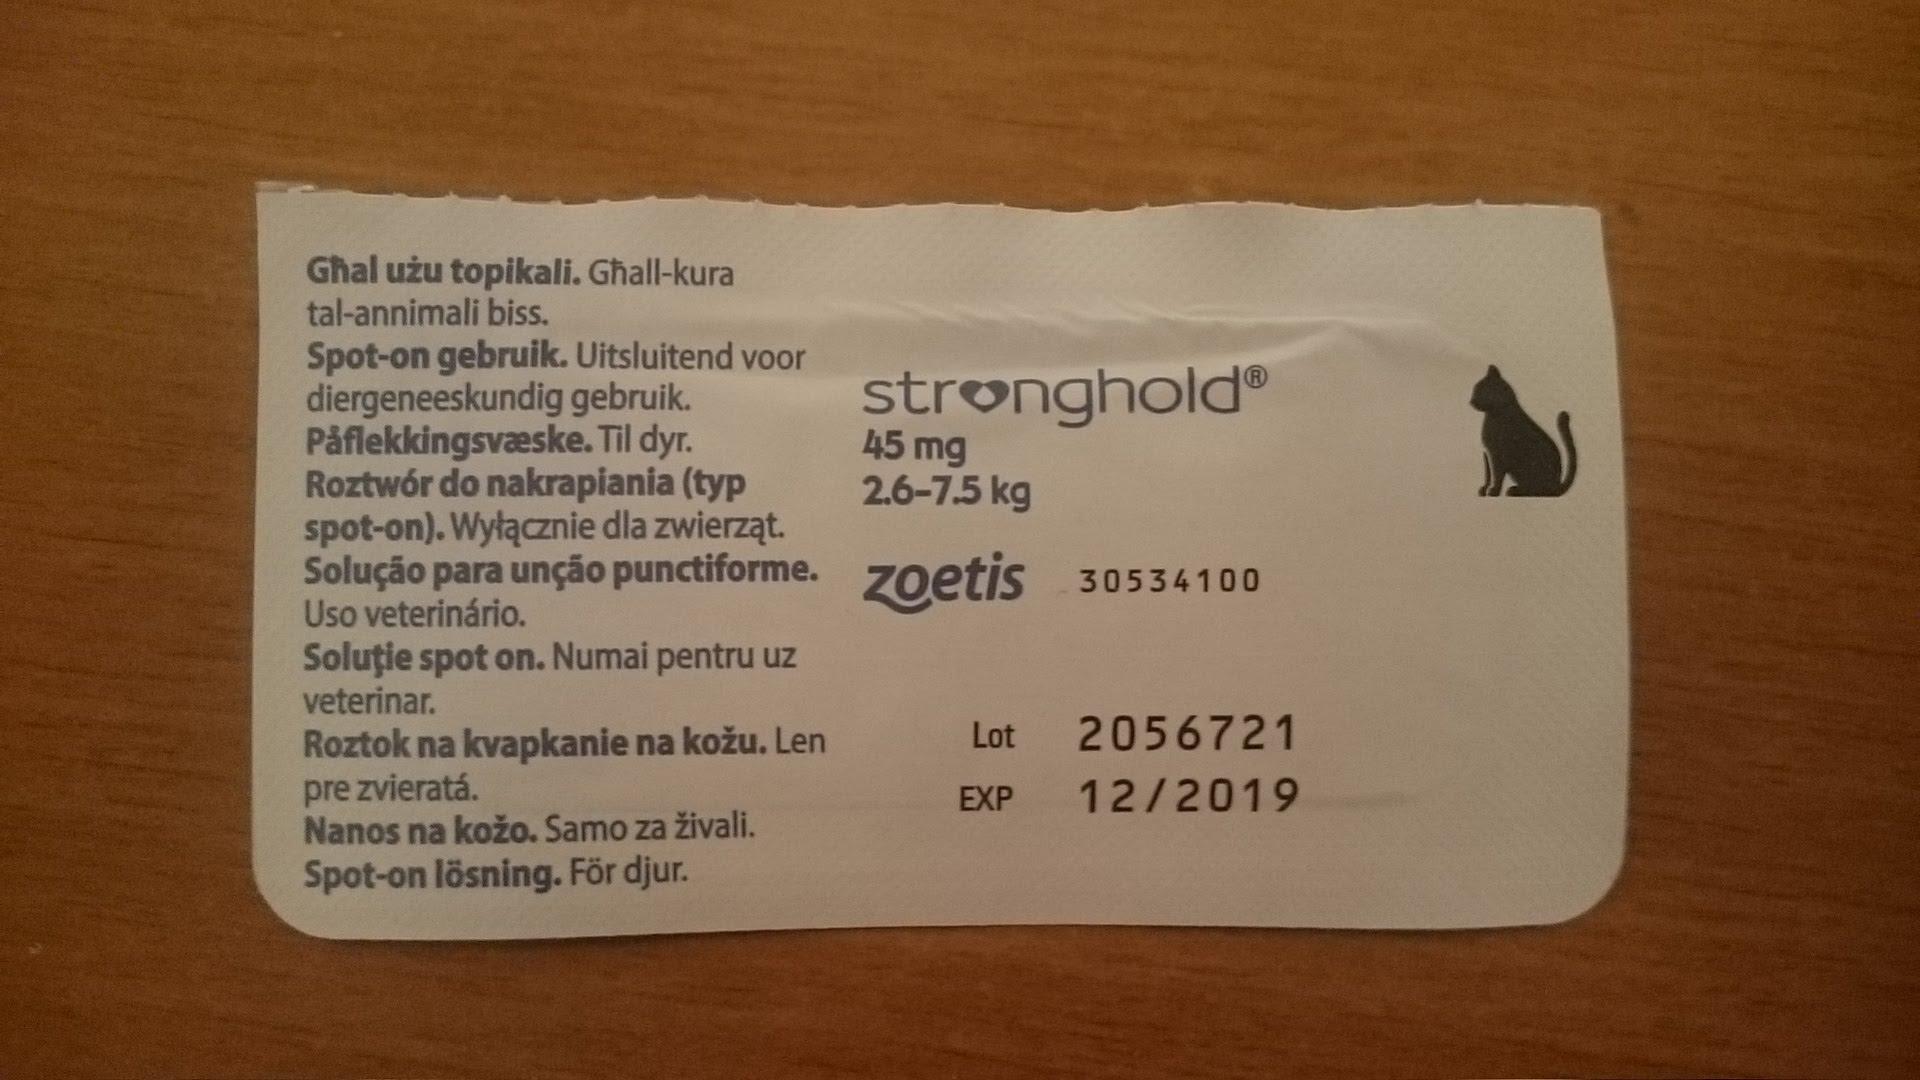 Għal użu topikali. Għall-kura
tal-annimali biss.
Spot-on gebruik. Uitsluitend voor
diergeneeskundig gebruik.
Påflekkingsvæske. Til dyr.
Roztwór do nakrapiania (typ
spot-on). Wyłącznie dla zwierząt.
Solução para unção punctiforme.
Uso veterinário.
Soluţie spot on. Numai pentru uz
veterinar.
Roztok na kvapkanie na kožu. Len
pre zvieratá.
Nanos na kožo. Samo za živali.
Spot-on lösning. För djur.
stronghold®
45 mg
2.6–7.5 kg
zoetis 30534100
Lot 2056721
EXP 12/2019